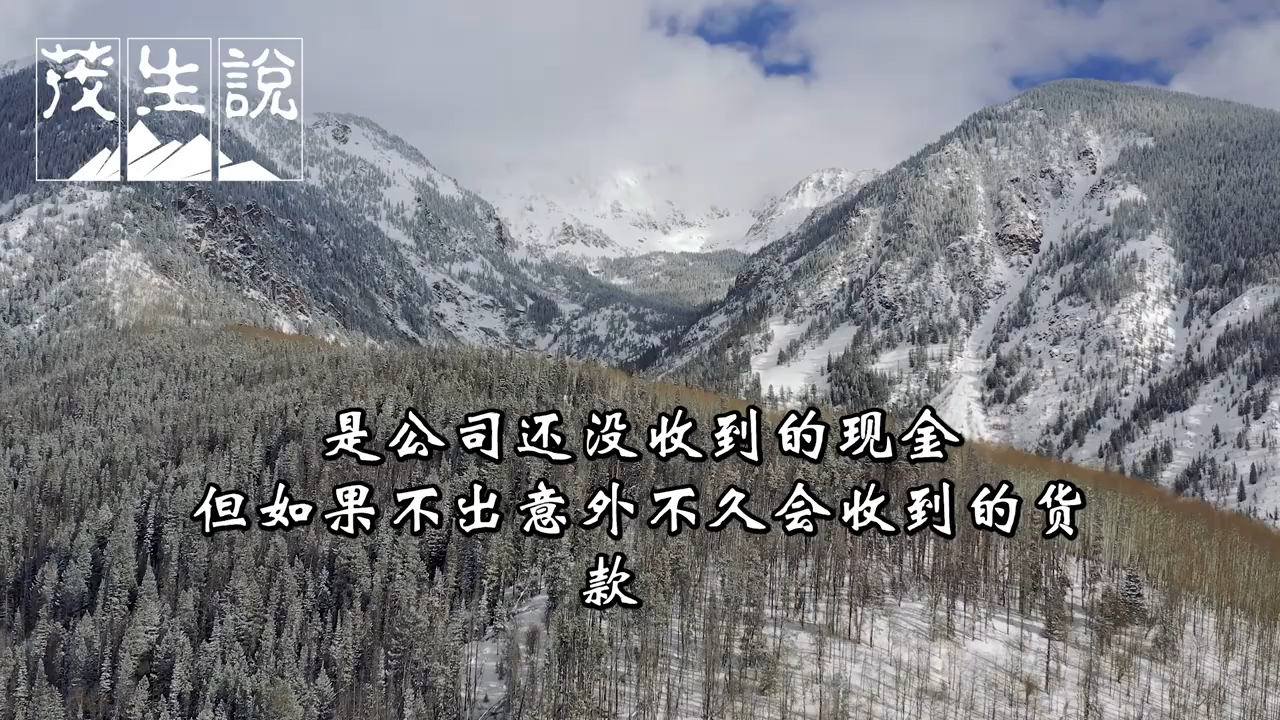 茂生說
是公司还没收到的现金
但如果不出意外不久会收到的货
款